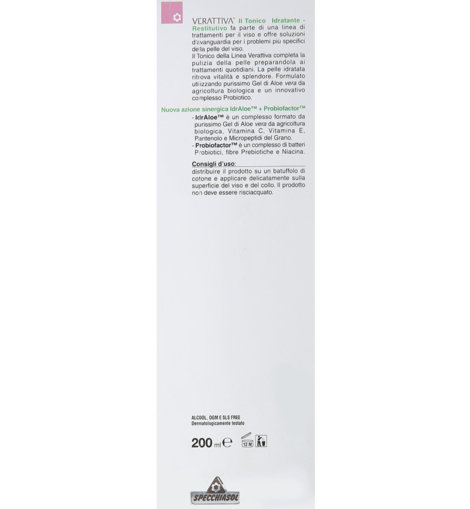 VERATTIVA® Il Tonico Idratante -
Restitutivo fa parte di una linea di
trattamenti per il viso e offre soluzioni
d'avanguardia per i problemi più specifici
della pelle del viso.
Il Tonico della Linea Verattiva completa la
pulizia della pelle preparandola ai
trattamenti quotidiani. La pelle idratata
ritrova vitalità e splendore. Formulato
utilizzando purissimo Gel di Aloe vera da
agricoltura biologica e un innovativo
complesso Probiotico.
Nuova azione sinergica IdrAloe™ + Probiofactor™
- IdrAloe™ è un complesso formato da
purissimo Gel di Aloe vera da agricoltura
biologica, Vitamina C, Vitamina E,
Pantenolo e Micropeptidi del Grano.
- Probiofactor™ è un complesso di batteri
Probiotici, fibre Prebiotiche e Niacina.
Consigli d'uso:
distribuire il prodotto su un batuffolo di
cotone e applicare delicatamente sulla
superficie del viso e del collo. Il prodotto
non deve essere risciacquato.
ALCOOL, OGM E SLS FREE
Dermatologicamente testato
200 ml ℮ 12 M
SPECCHIASOL